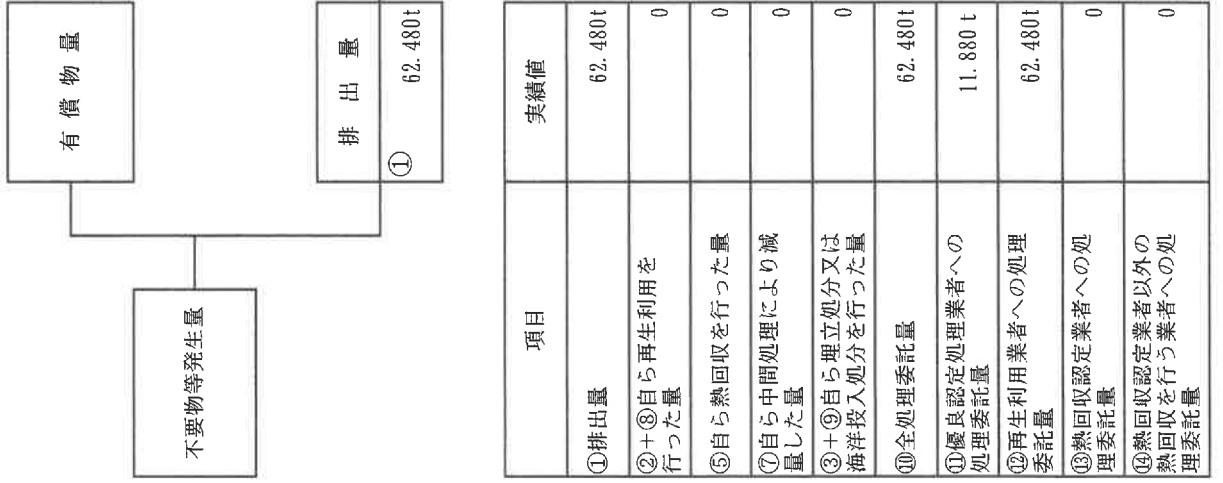 不要物等発生量
有償物量
排出量
① 62.480t
項目 実績値
①排出量 62.480t
②+⑧自ら再生利用を
行った量 0
⑤自ら熱回収を行った量 0
⑦自ら中間処理により減
量した量 0
③+⑨自ら埋立処分又は
海洋投入処分を行った量 0
⑩全処理委託量 62.480t
⑪優良認定処理業者への
処理委託量 11.880t
⑫再生利用業者への処理
委託量 62.480t
⑬熱回収認定業者への処
理委託量 0
⑭熱回収認定業者以外の
熱回収を行う業者への処
理委託量 0